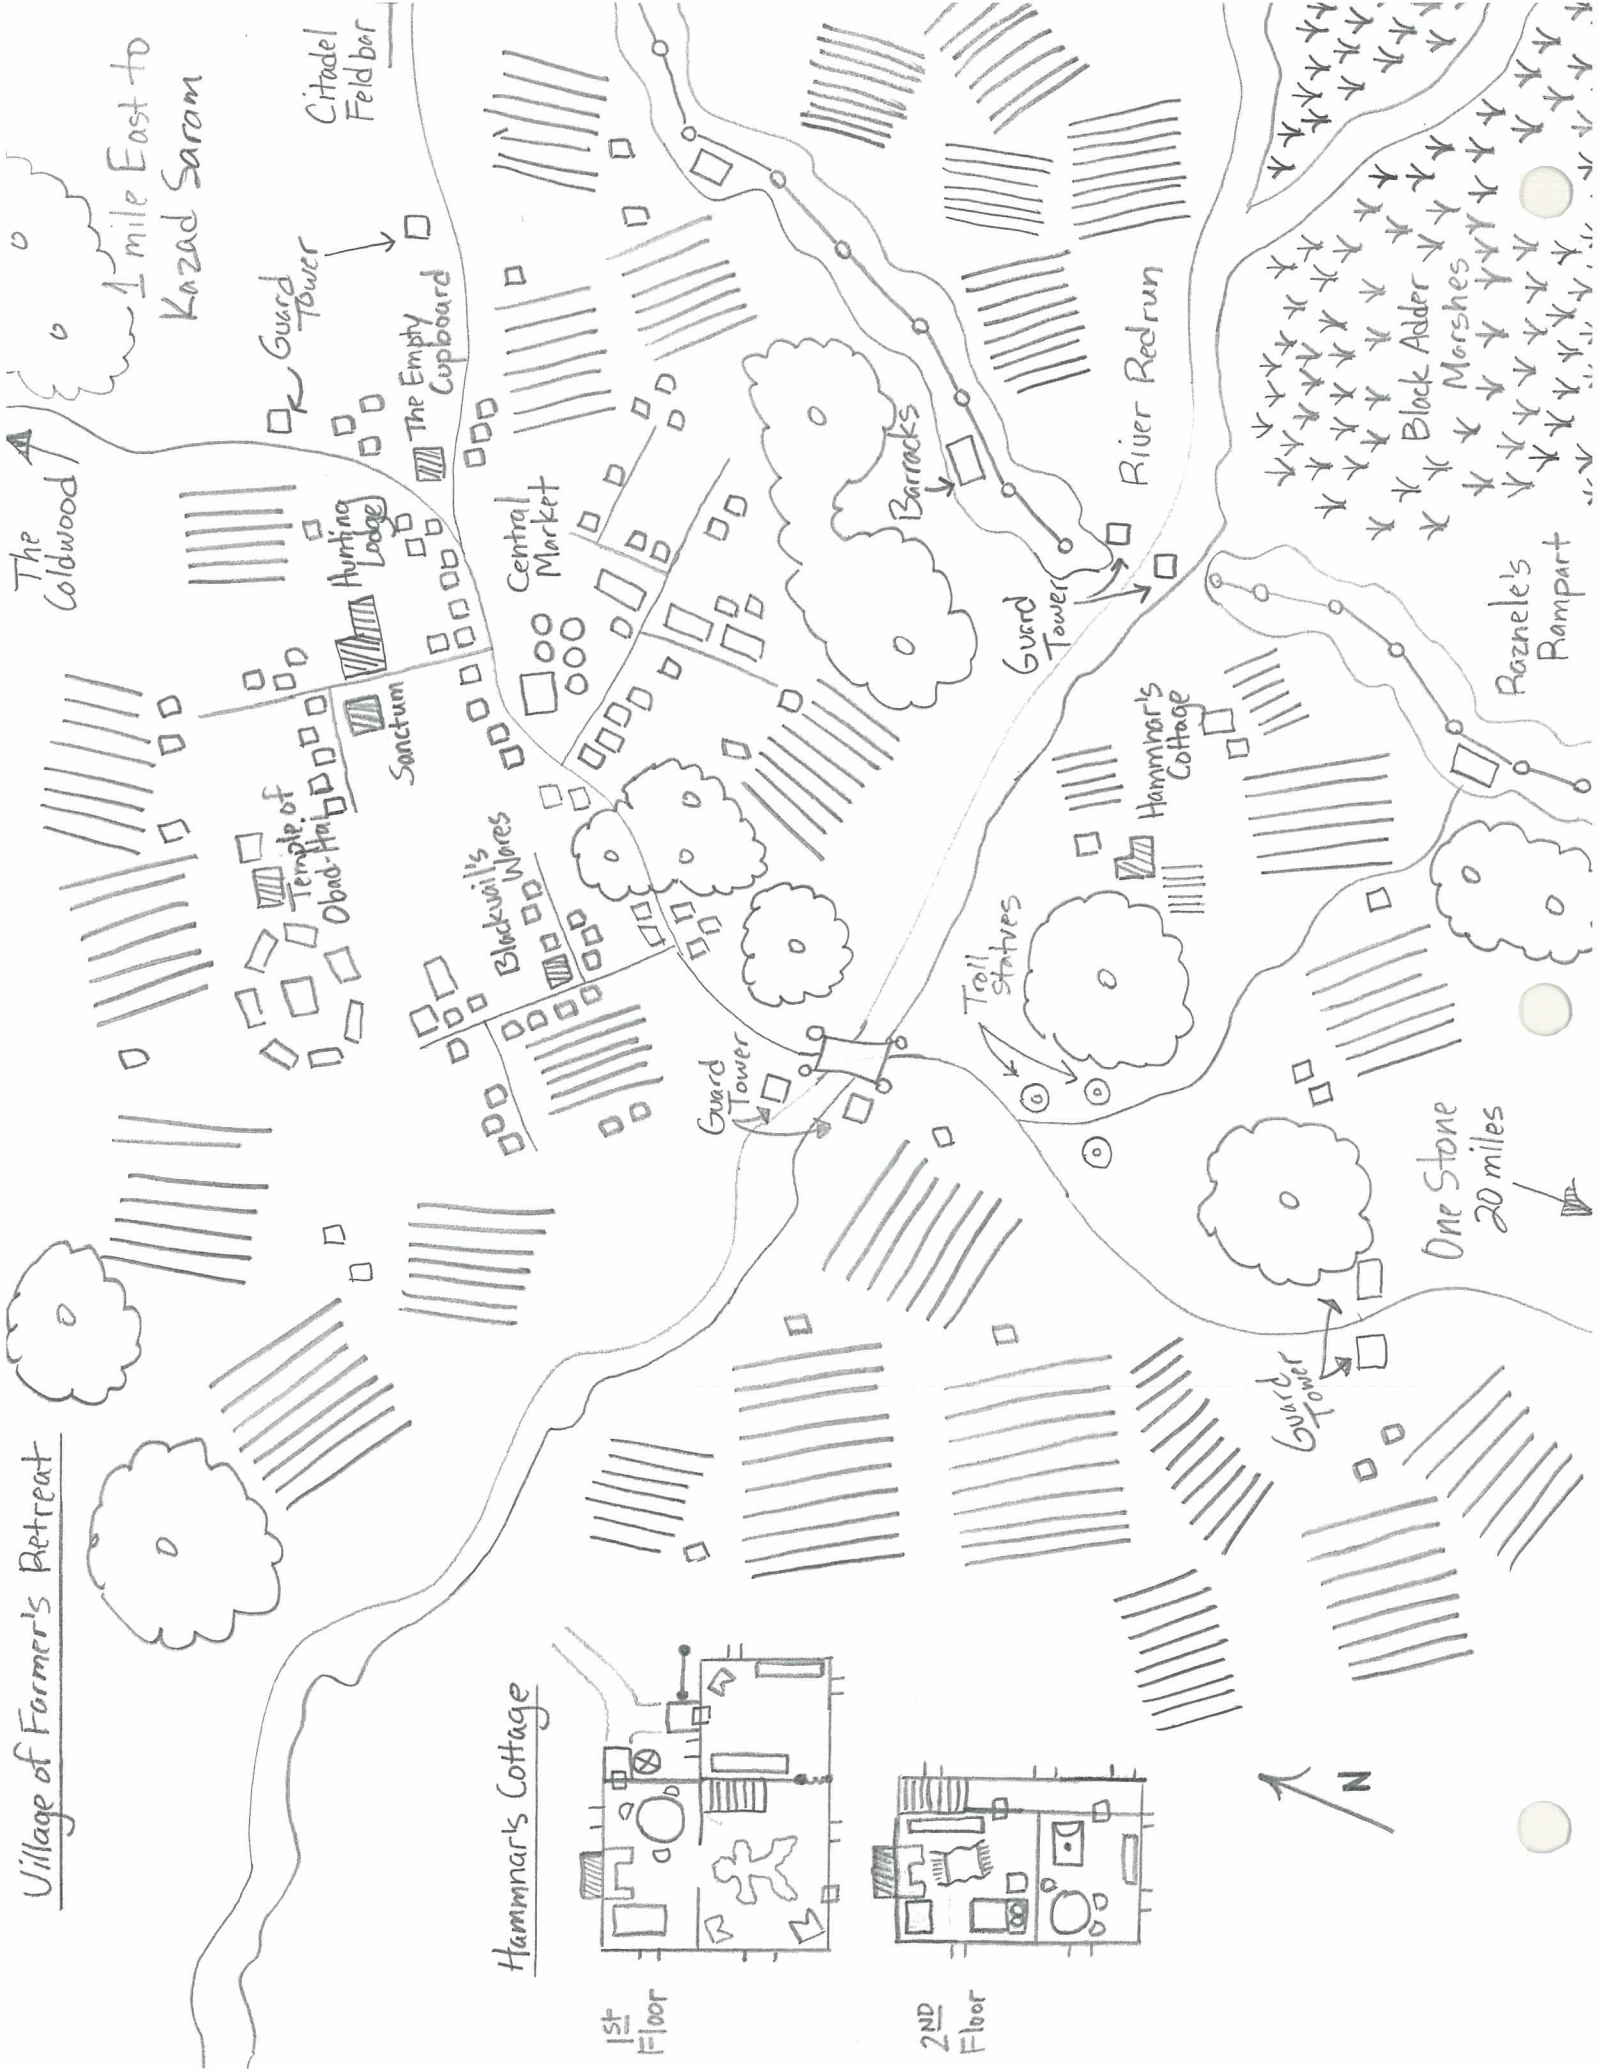 Village of Farmer's Retreat
The
Coldwood
1 mile East to
Kazad Saram
Guard
Tower
Citadel
Feldbar
The Empty
Cupboard
Hunting
Lodge
Central
Market
Sanctum
Temple of
Obad-Hai
Blackvail's
Wares
Barracks
River Redrun
Guard
Tower
Black Adder
Marshes
Raznele's
Rampart
Hammnar's
Cottage
Troll
Statues
Guard
Tower
One Stone
20 miles
Guard
Tower
Hammnar's Cottage
1st
Floor
2ND
Floor
N